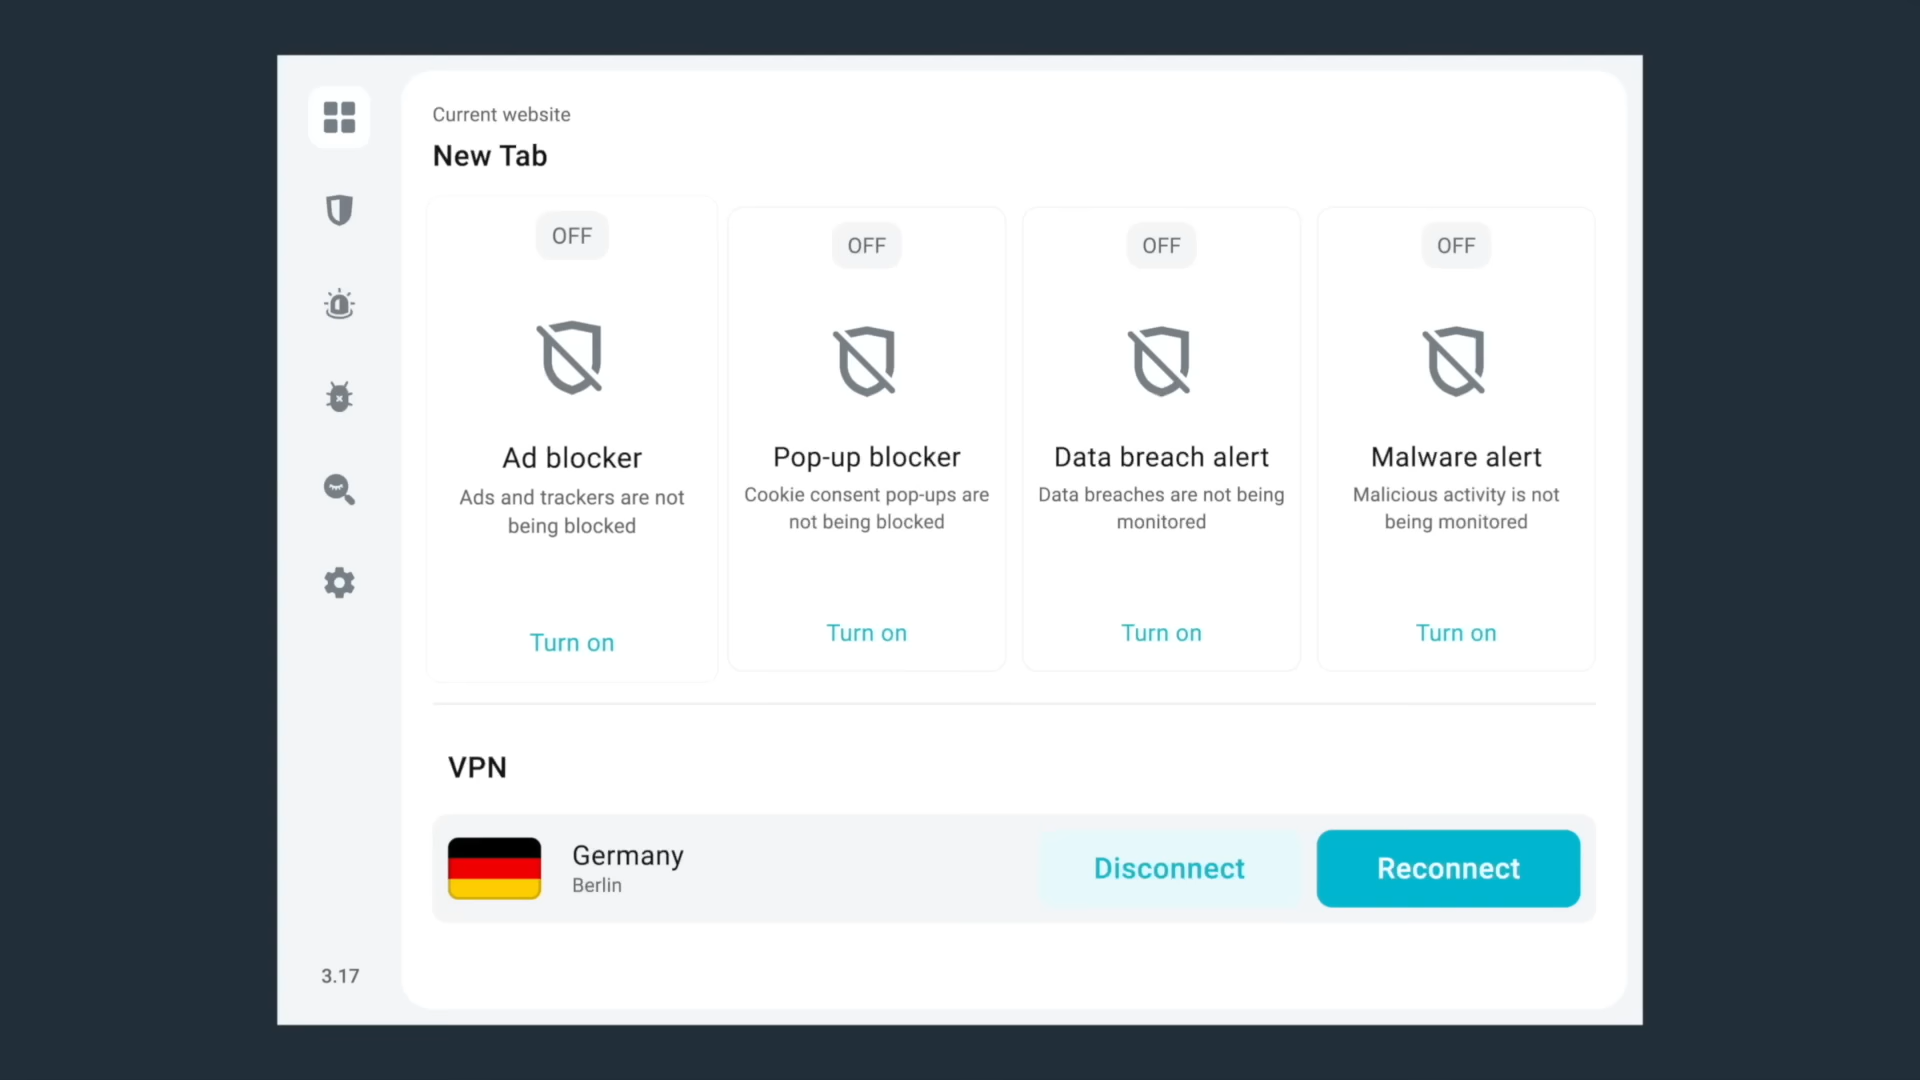 Current website
New Tab
OFF
Ad blocker
Ads and trackers are not
being blocked
Turn on
OFF
Pop-up blocker
Cookie consent pop-ups are
not being blocked
Turn on
OFF
Data breach alert
Data breaches are not being
monitored
Turn on
OFF
Malware alert
Malicious activity is not
being monitored
Turn on
VPN
Germany
Berlin
Disconnect
Reconnect
3.17